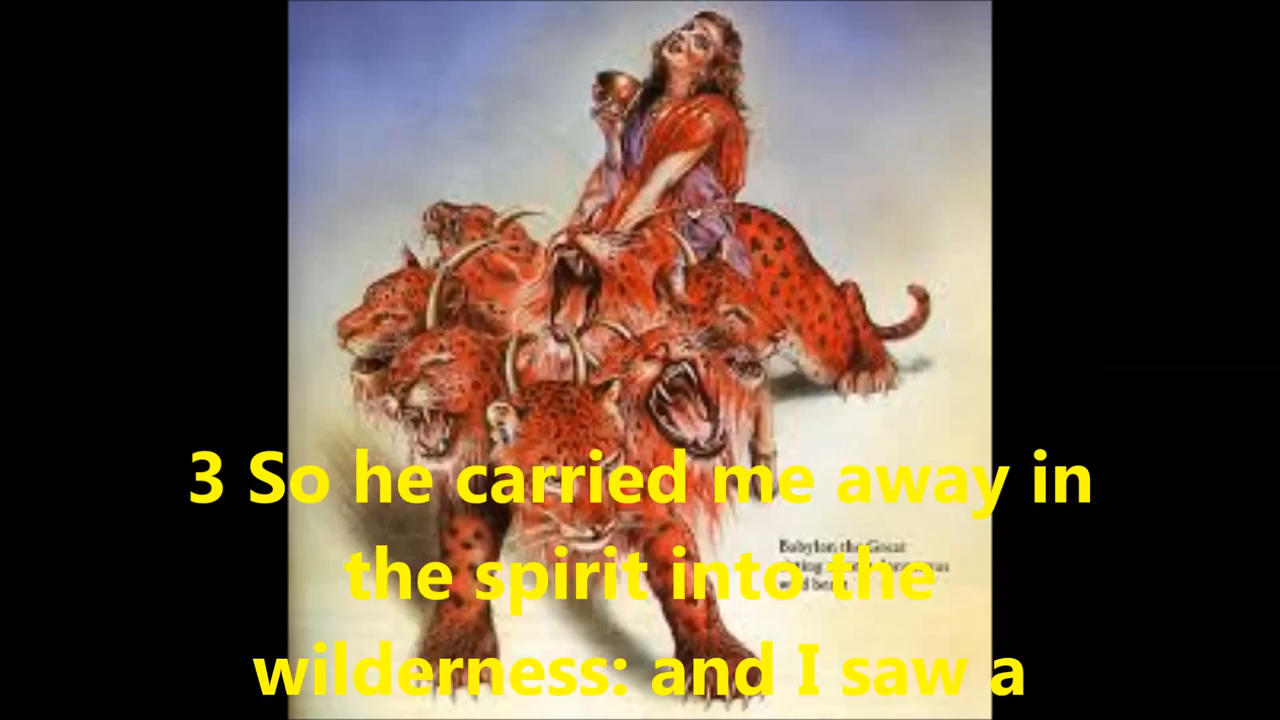 3 So he carried me away in
the spirit into the
wilderness: and I saw a
Babylon the Great